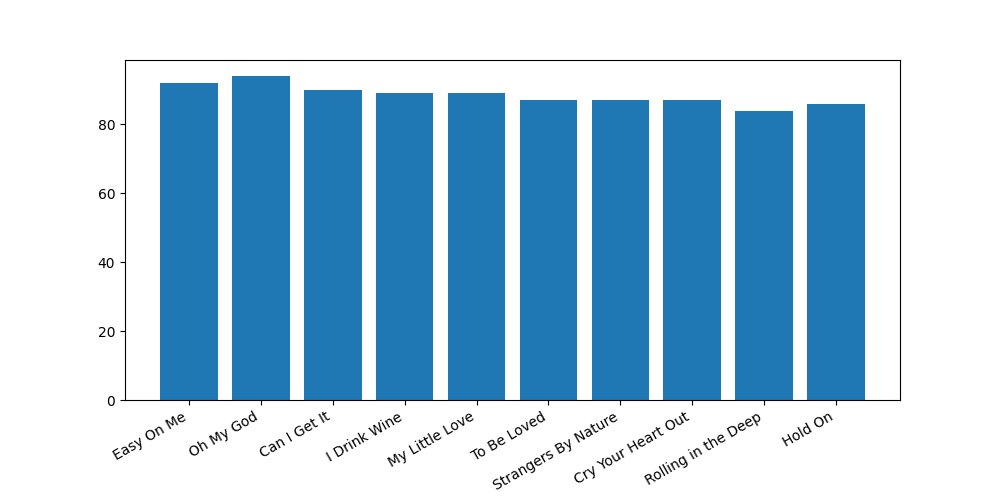 80
60
40
20
0
Easy On Me
Oh My God
Can I Get It
I Drink Wine
My Little Love
To Be Loved
Strangers By Nature
Cry Your Heart Out
Rolling in the Deep
Hold On